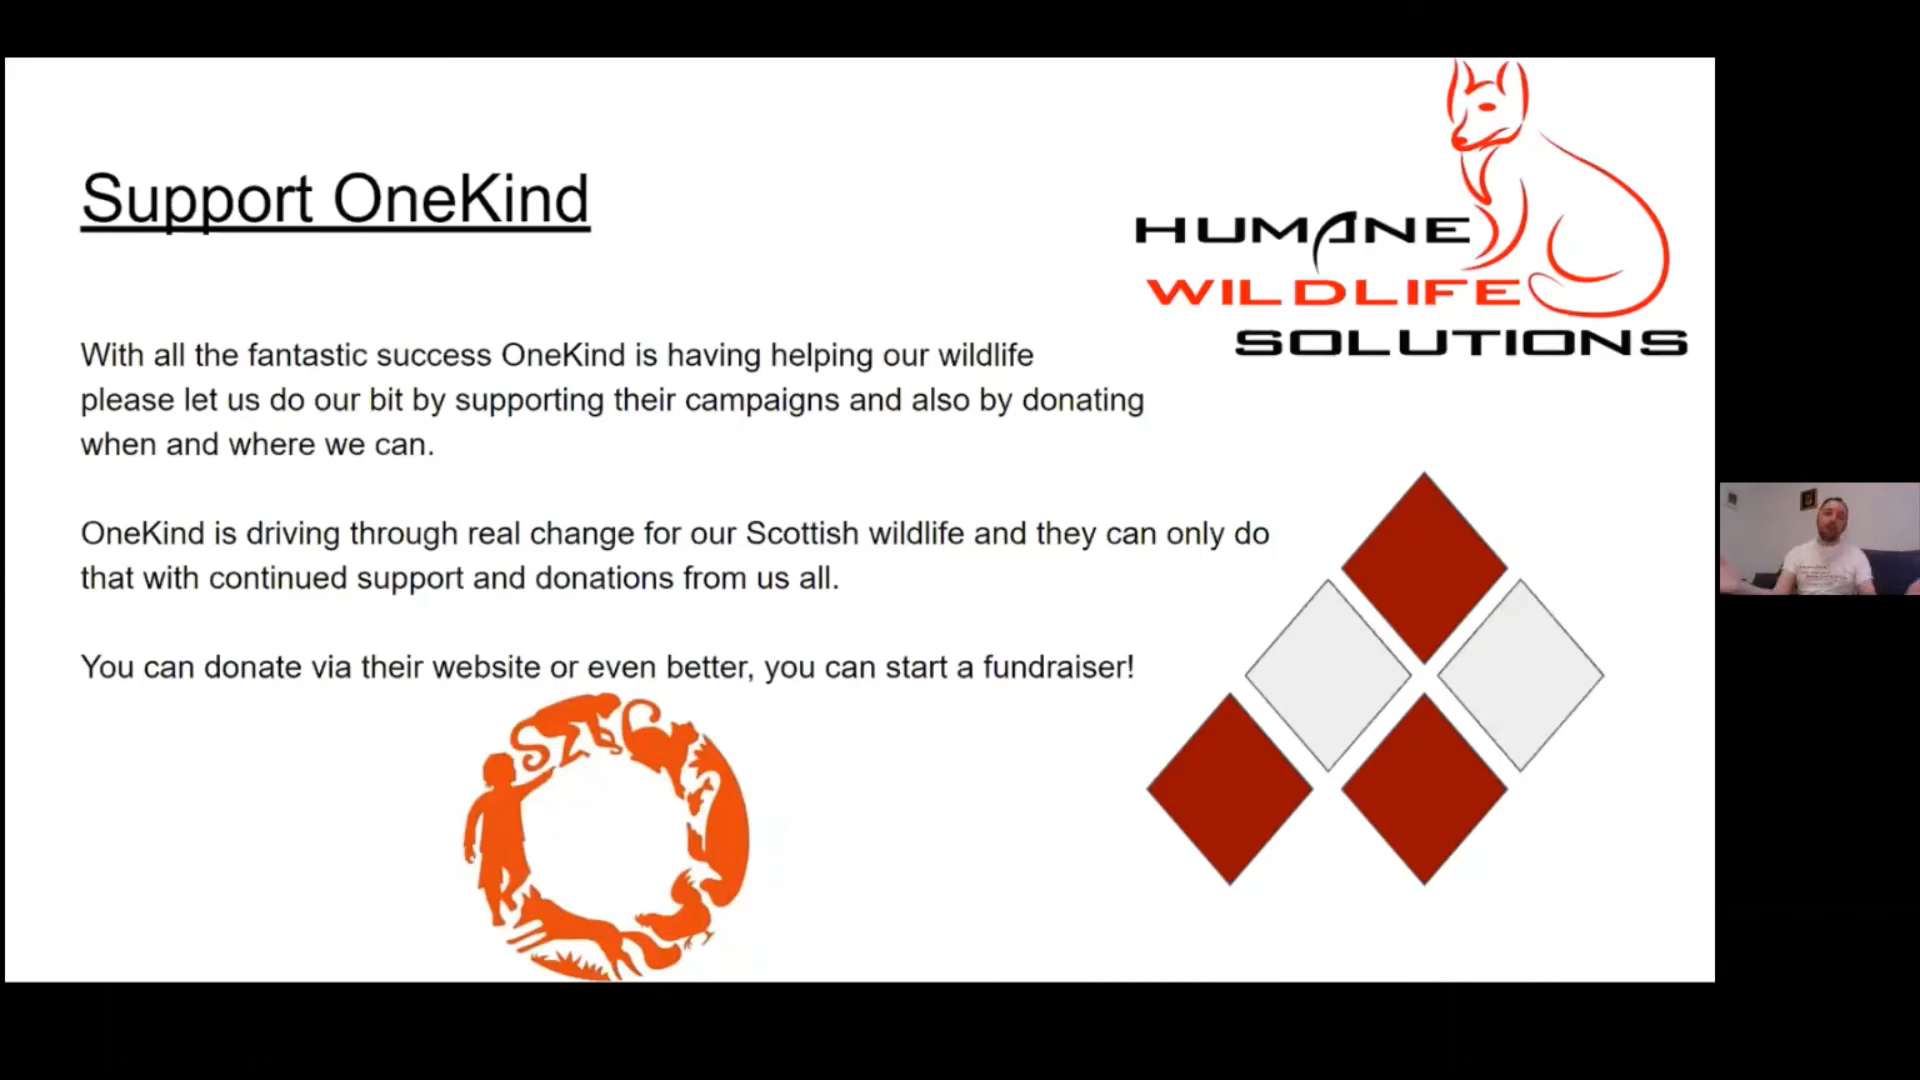 Support OneKind
HUMANE
WILDLIFE
SOLUTIONS
With all the fantastic success OneKind is having helping our wildlife
please let us do our bit by supporting their campaigns and also by donating
when and where we can.
OneKind is driving through real change for our Scottish wildlife and they can only do
that with continued support and donations from us all.
You can donate via their website or even better, you can start a fundraiser!